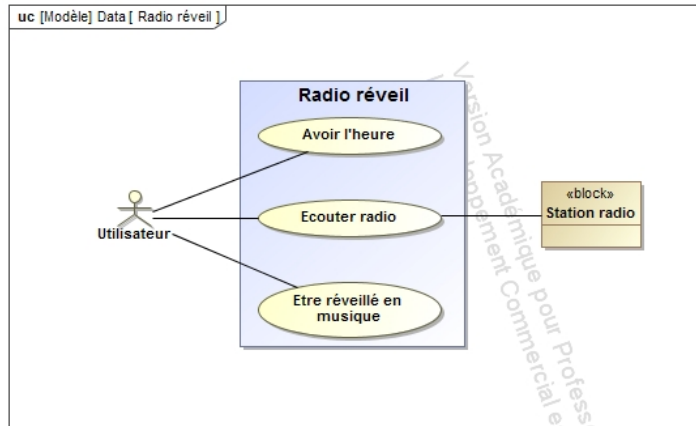 uc [Modèle] Data [ Radio réveil ]
Radio réveil
Avoir l'heure
Ecouter radio
Etre réveillé en
musique
Utilisateur
«block»
Station radio
Version Académique pour Profess
loppement Commercial e